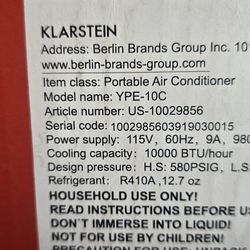 KLARSTEIN
Address: Berlin Brands Group Inc. 10
www.berlin-brands-group.com
Item class: Portable Air Conditioner
Model name: YPE-10C
Article number: US-10029856
Serial code: 1002985603919030015
Power supply: 115V, 60Hz, 9A, 980
Cooling capacity: 10000 BTU/hour
Design pressure: H.S: 580PSIG, L.S
Refrigerant: R410A,12.7 oz
HOUSEHOLD USE ONLY!
READ INSTRUCTIONS BEFORE U
DON`T IMMERSE INTO LIQUID!
NOT FOR USE BY CHILDREN!